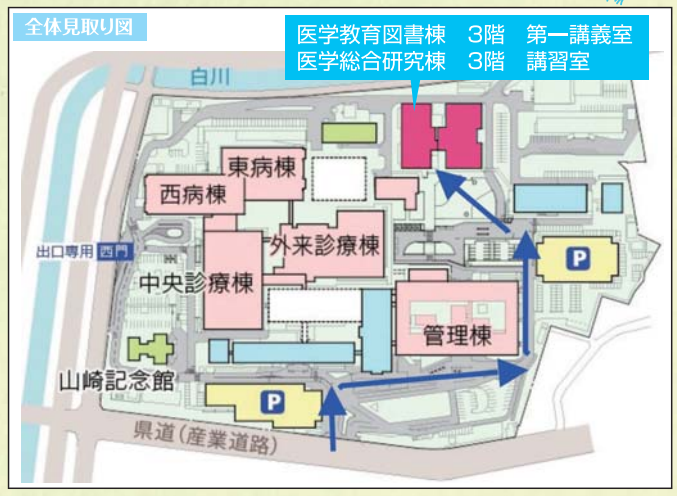 全体見取り図
医学教育図書棟　３階　第一講義室
医学総合研究棟　３階　講習室
白川
東病棟
西病棟
外来診療棟
出口専用 西門
中央診療棟
P
管理棟
山崎記念館
P
県道（産業道路）